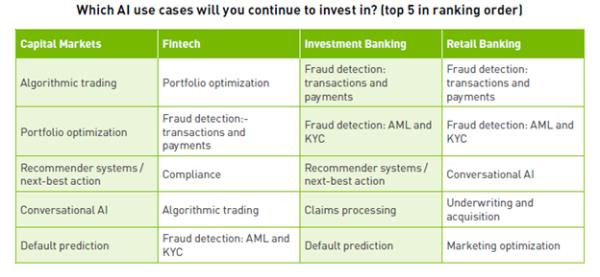 Which AI use cases will you continue to invest in? (top 5 in ranking order)
Capital Markets Fintech Investment Banking Retail Banking
Algorithmic trading Portfolio optimization Fraud detection: transactions and payments Fraud detection: transactions and payments
Portfolio optimization Fraud detection:- transactions and payments Fraud detection: AML and KYC Fraud detection: AML and KYC
Recommender systems / next-best action Compliance Recommender systems / next-best action Conversational AI
Conversational AI Algorithmic trading Claims processing Underwriting and acquisition
Default prediction Fraud detection: AML and KYC Default prediction Marketing optimization